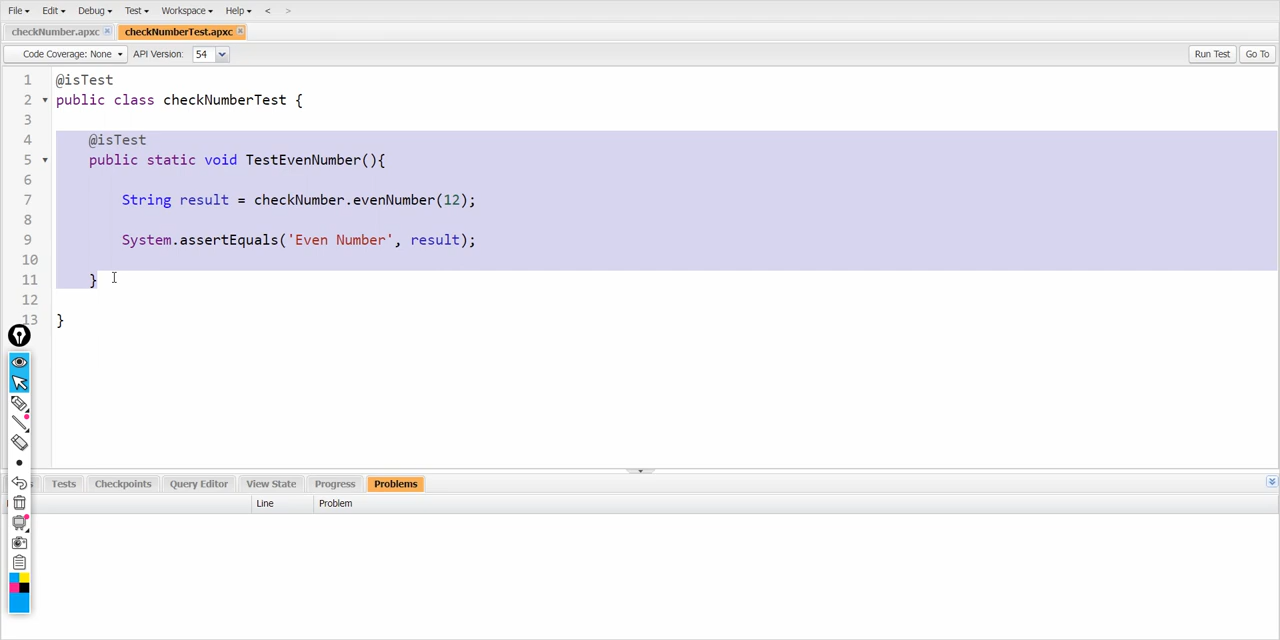 File Edit Debug Test Workspace Help < >
checkNumber.apxc checkNumberTest.apxc
Code Coverage: None API Version: 54 Run Test Go To
1 @isTest
2 public class checkNumberTest {
3
4 @isTest
5 public static void TestEvenNumber(){
6
7 String result = checkNumber.evenNumber(12);
8
9 System.assertEquals('Even Number', result);
10
11 }
12
13 }
Tests Checkpoints Query Editor View State Progress Problems
Line Problem